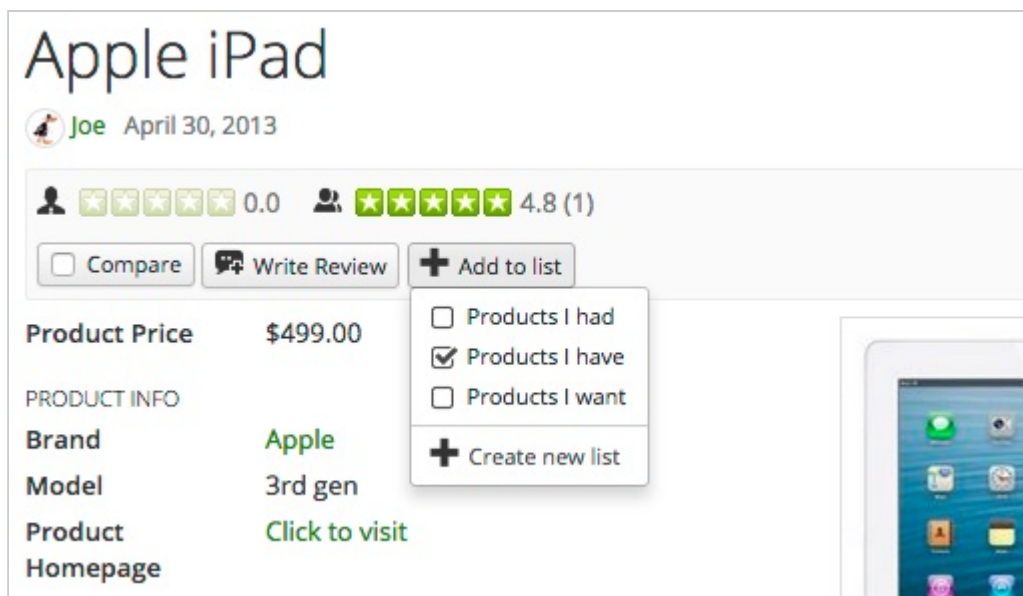 Apple iPad
Joe April 30, 2013
0.0 4.8 (1)
Compare Write Review Add to list
Products I had
Product Price $499.00
Products I have
Products I want
PRODUCT INFO
Brand Apple
Create new list
Model 3rd gen
Product Click to visit
Homepage